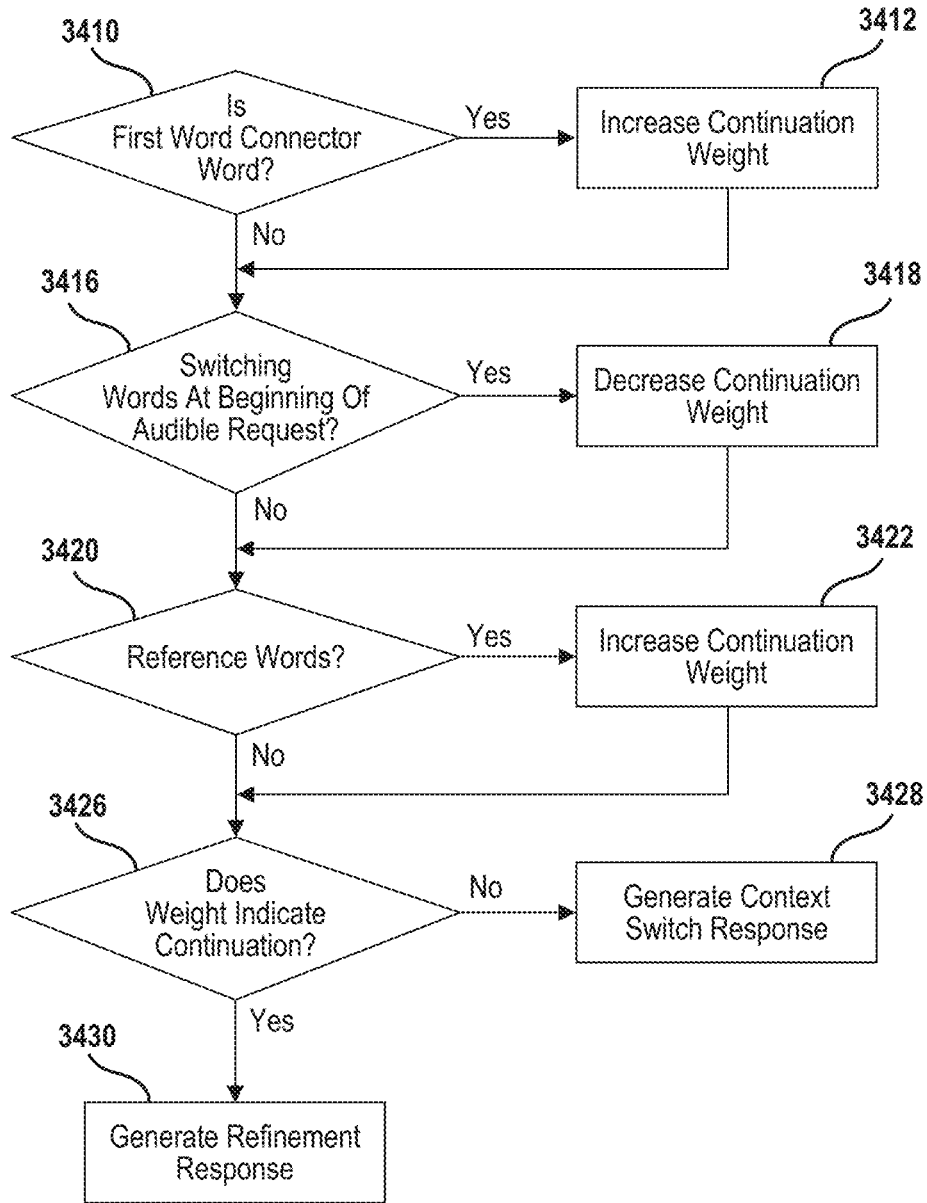 3410
3412
Is
First Word Connector
Word?
Yes
Increase Continuation
Weight
No
3416
3418
Switching
Words At Beginning Of
Audible Request?
Yes
Decrease Continuation
Weight
No
3420
3422
Reference Words?
Yes
Increase Continuation
Weight
No
3426
3428
Does
Weight Indicate
Continuation?
No
Generate Context
Switch Response
Yes
3430
Generate Refinement
Response